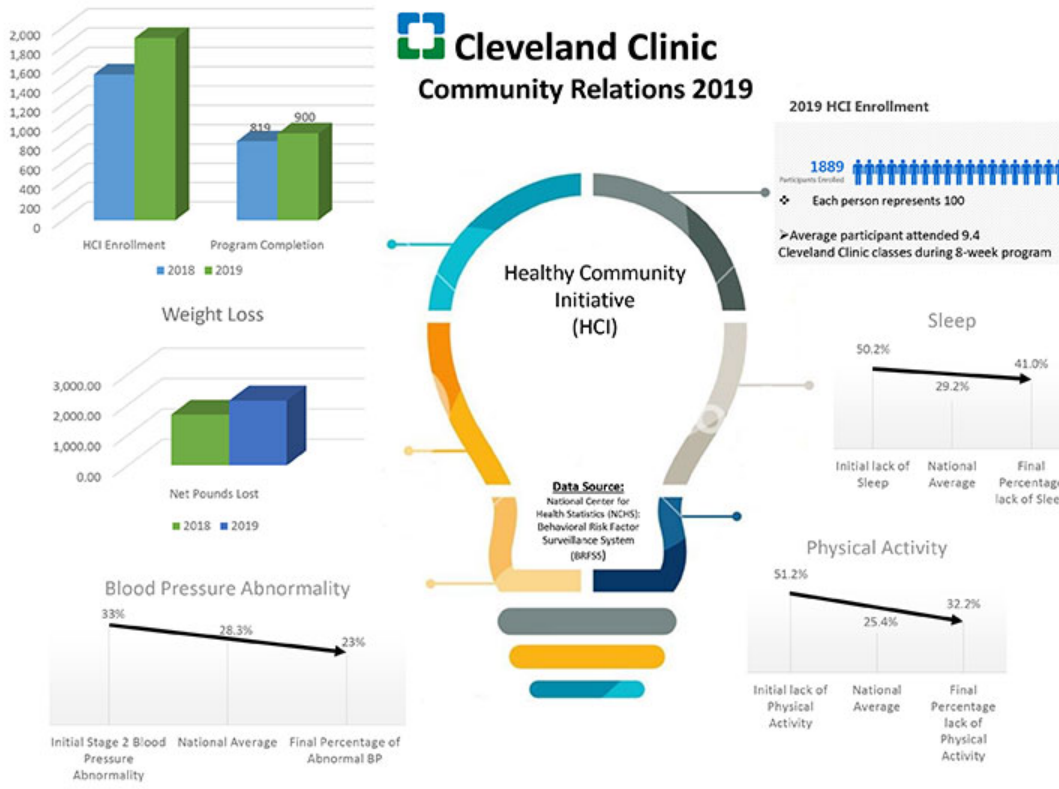 Cleveland Clinic
Community Relations 2019
2,000
1,800
1,600
1,400
1,200
1,000
800
600
400
200
0
819
900
HCI Enrollment
Program Completion
2018
2019
2019 HCI Enrollment
1889
Participants Enrolled
❖ Each person represents 100
➢Average participant attended 9.4
Cleveland Clinic classes during 8-week program
Healthy Community
Initiative
(HCI)
Weight Loss
3,000.00
2,000.00
1,000.00
0.00
Net Pounds Lost
2018
2019
Sleep
50.2%
29.2%
41.0%
Initial lack of
Sleep
National
Average
Final
Percentage
lack of Slee
Data Source:
National Center for
Health Statistics (NCHS):
Behavioral Risk Factor
Surveillance System
(BRFSS)
Blood Pressure Abnormality
33%
28.3%
23%
Initial Stage 2 Blood
Pressure
Abnormality
National Average
Final Percentage of
Abnormal BP
Physical Activity
51.2%
25.4%
32.2%
Initial lack of
Physical
Activity
National
Average
Final
Percentage
lack of
Physical
Activity